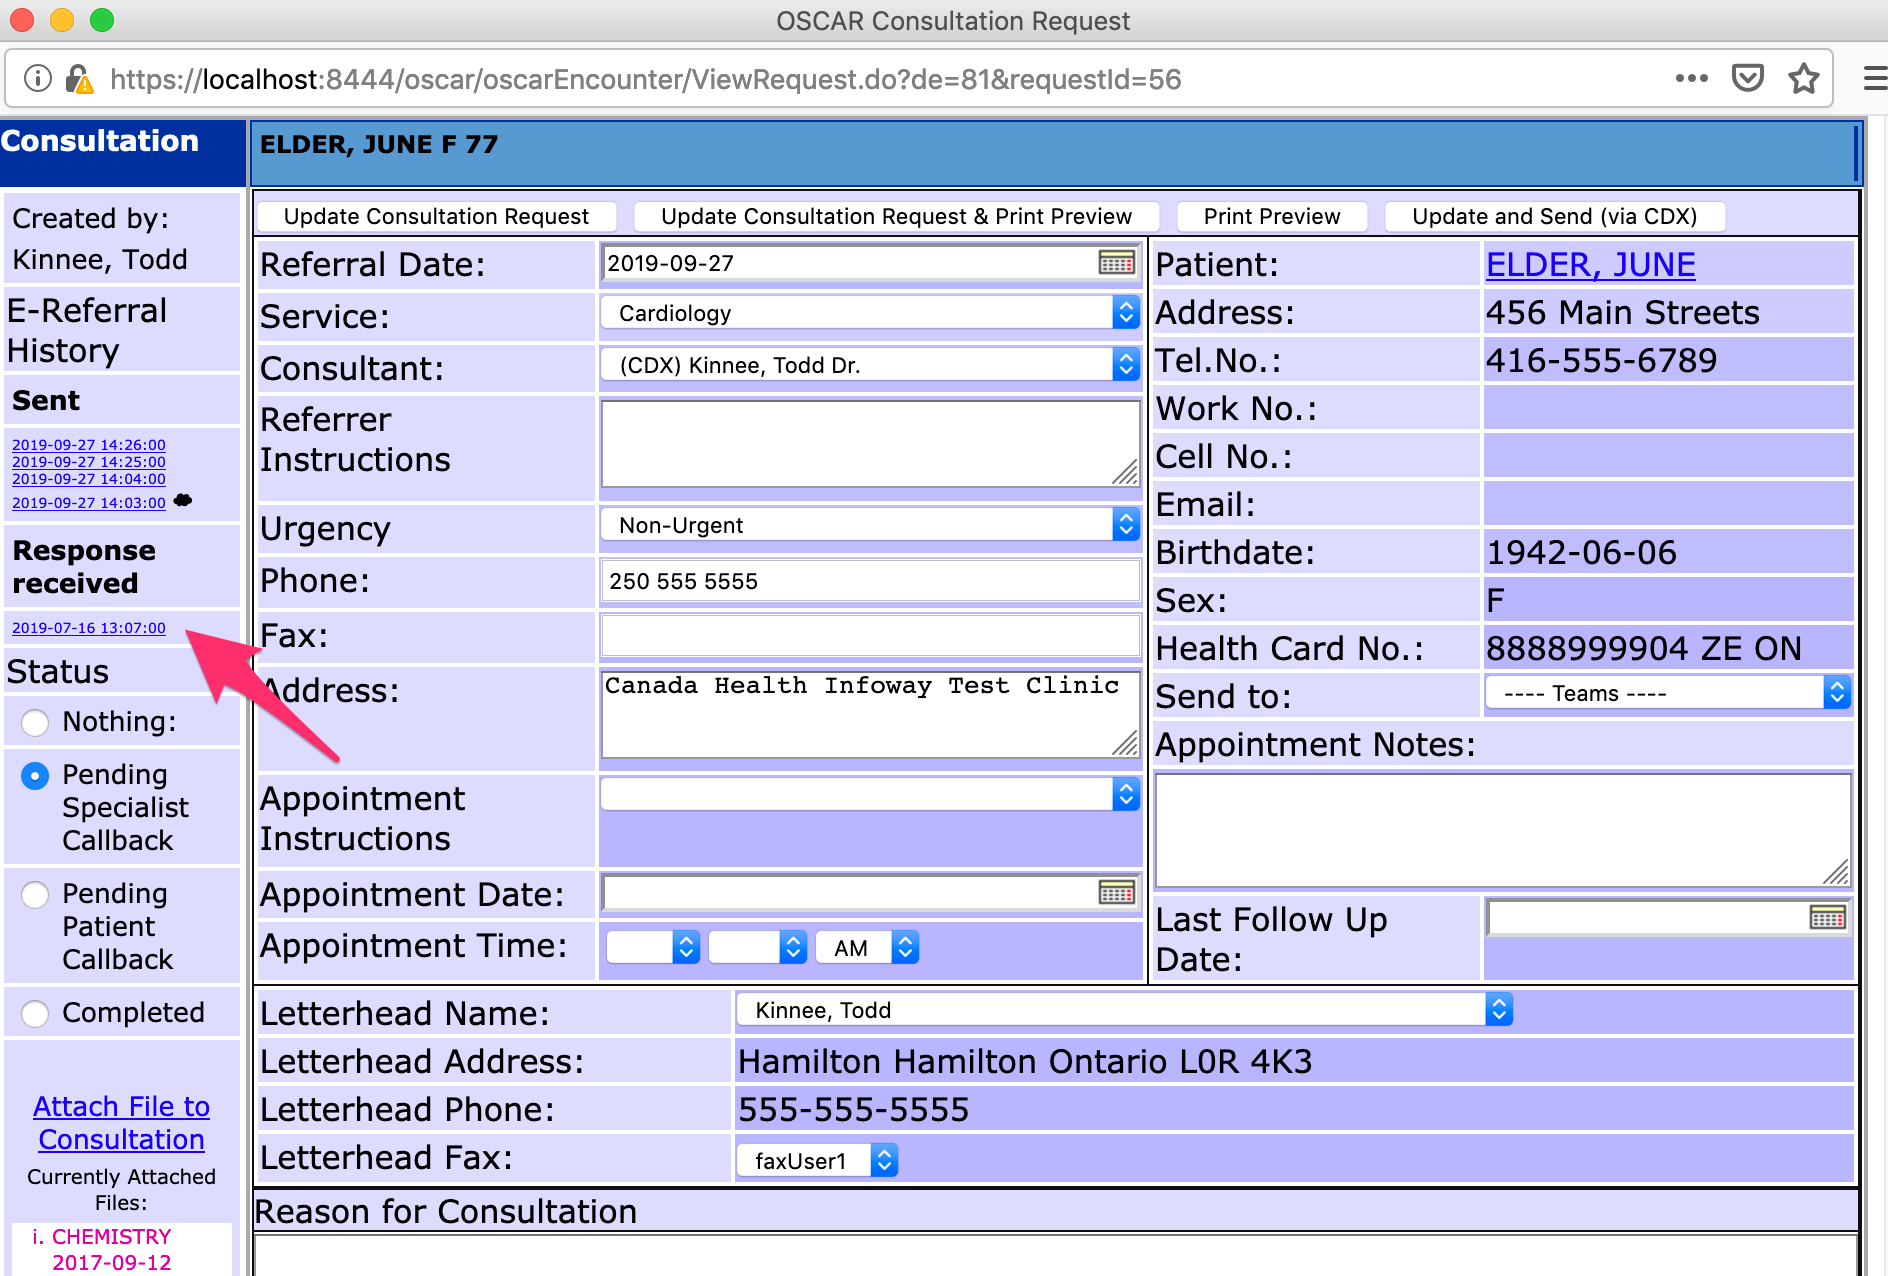 OSCAR Consultation Request
https://localhost:8444/oscar/oscarEncounter/ViewRequest.do?de=81&requestId=56
Consultation
ELDER, JUNE F 77
Created by:
Kinnee, Todd
E-Referral
History
Sent
2019-09-27 14:26:00
2019-09-27 14:25:00
2019-09-27 14:04:00
2019-09-27 14:03:00
Response
received
2019-07-16 13:07:00
Status
Nothing:
Pending
Specialist
Callback
Pending
Patient
Callback
Completed
Attach File to
Consultation
Currently Attached
Files:
i. CHEMISTRY
2017-09-12
Update Consultation Request
Update Consultation Request & Print Preview
Print Preview
Update and Send (via CDX)
Referral Date: 2019-09-27
Service: Cardiology
Consultant: (CDX) Kinnee, Todd Dr.
Referrer
Instructions
Urgency Non-Urgent
Phone: 250 555 5555
Fax:
Address: Canada Health Infoway Test Clinic
Appointment
Instructions
Appointment Date:
Appointment Time: AM
Patient: ELDER, JUNE
Address: 456 Main Streets
Tel.No.: 416-555-6789
Work No.:
Cell No.:
Email:
Birthdate: 1942-06-06
Sex: F
Health Card No.: 8888999904 ZE ON
Send to: ---- Teams ----
Appointment Notes:
Last Follow Up
Date:
Letterhead Name: Kinnee, Todd
Letterhead Address: Hamilton Hamilton Ontario L0R 4K3
Letterhead Phone: 555-555-5555
Letterhead Fax: faxUser1
Reason for Consultation